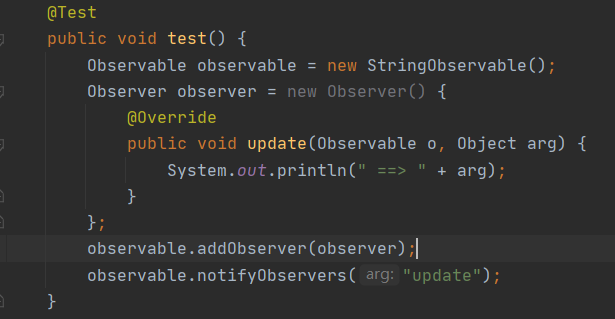 @Test
public void test() {
Observable observable = new StringObservable();
Observer observer = new Observer() {
@Override
public void update(Observable o, Object arg) {
System.out.println(" ==> " + arg);
}
};
observable.addObserver(observer);
observable.notifyObservers( arg: "update");
}